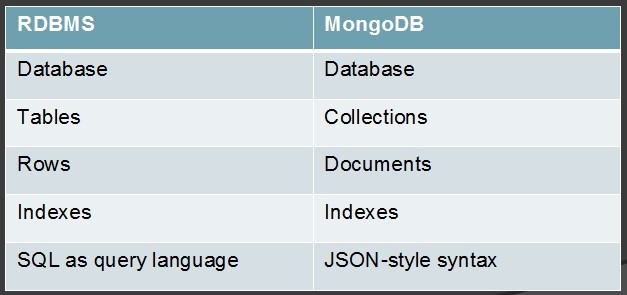 RDBMS MongoDB
Database Database
Tables Collections
Rows Documents
Indexes Indexes
SQL as query language JSON-style syntax